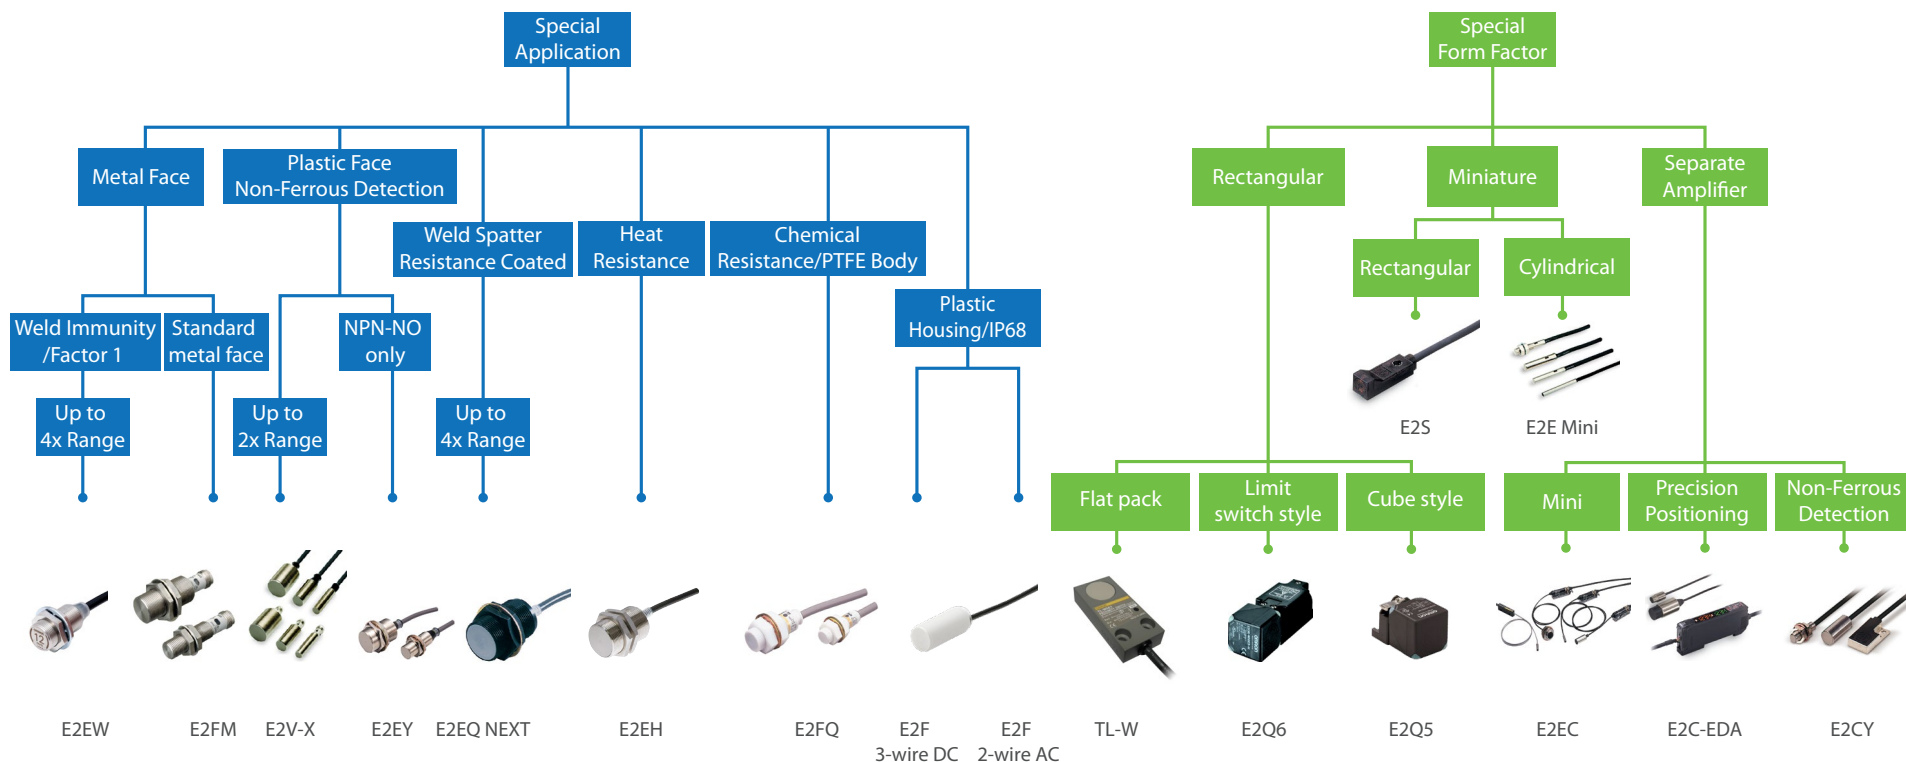 Special
Application
Special
Form Factor
Metal Face
Plastic Face
Non-Ferrous Detection
Rectangular
Miniature
Separate
Amplifier
Weld Spatter
Resistance Coated
Heat
Resistance
Chemical
Resistance/PTFE Body
Rectangular
Cylindrical
Plastic
Housing/IP68
Weld Immunity
/Factor 1
Standard
metal face
NPN-NO
only
Up to
4x Range
Up to
2x Range
Up to
4x Range
E2S
E2E Mini
Flat pack
Limit
switch style
Cube style
Mini
Precision
Positioning
Non-Ferrous
Detection
E2EW
E2FM
E2V-X
E2EY
E2EQ NEXT
E2EH
E2FQ
E2F
3-wire DC
E2F
2-wire AC
TL-W
E2Q6
E2Q5
E2EC
E2C-EDA
E2CY